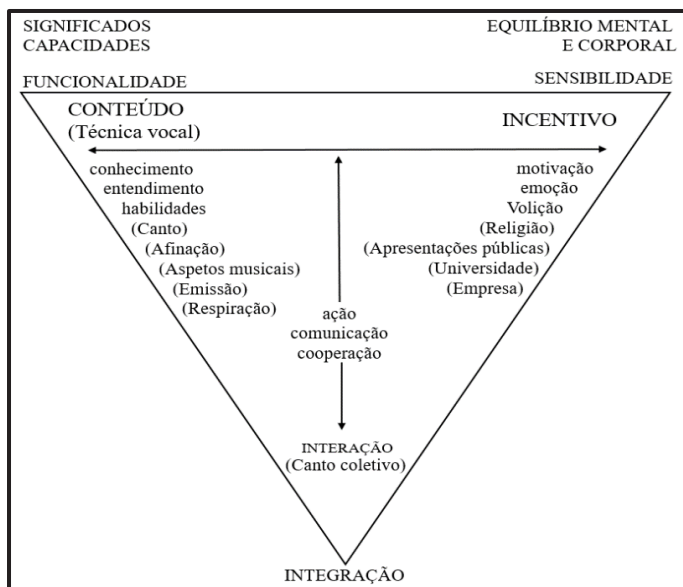 SIGNIFICADOS
CAPACIDADES
EQUILÍBRIO MENTAL
E CORPORAL
FUNCIONALIDADE
SENSIBILIDADE
CONTEÚDO
(Técnica vocal)
INCENTIVO
conhecimento
entendimento
habilidades
(Canto)
(Afinação)
(Aspetos musicais)
(Emissão)
(Respiração)
motivação
emoção
Volição
(Religião)
(Apresentações públicas)
(Universidade)
(Empresa)
ação
comunicação
cooperação
INTERAÇÃO
(Canto coletivo)
INTEGRAÇÃO